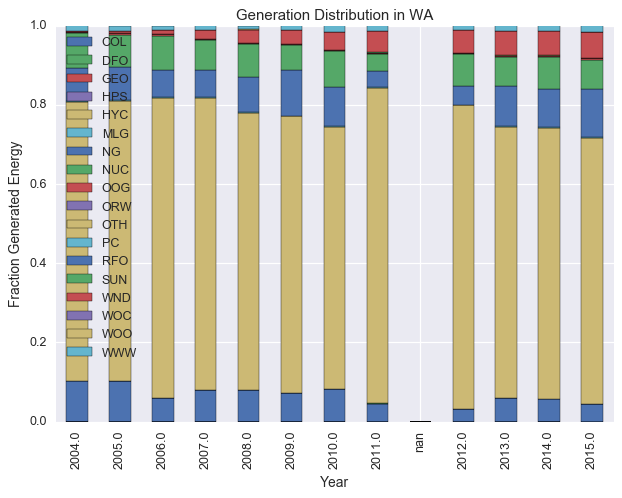 Generation Distribution in WA
Fraction Generated Energy
1.0
0.8
0.6
0.4
0.2
0.0
COL
DFO
GEO
HPS
HYC
MLG
NG
NUC
OOG
ORW
OTH
PC
RFO
SUN
WND
WOC
WOO
WWW
2004.0
2005.0
2006.0
2007.0
2008.0
2009.0
2010.0
2011.0
nan
2012.0
2013.0
2014.0
2015.0
Year